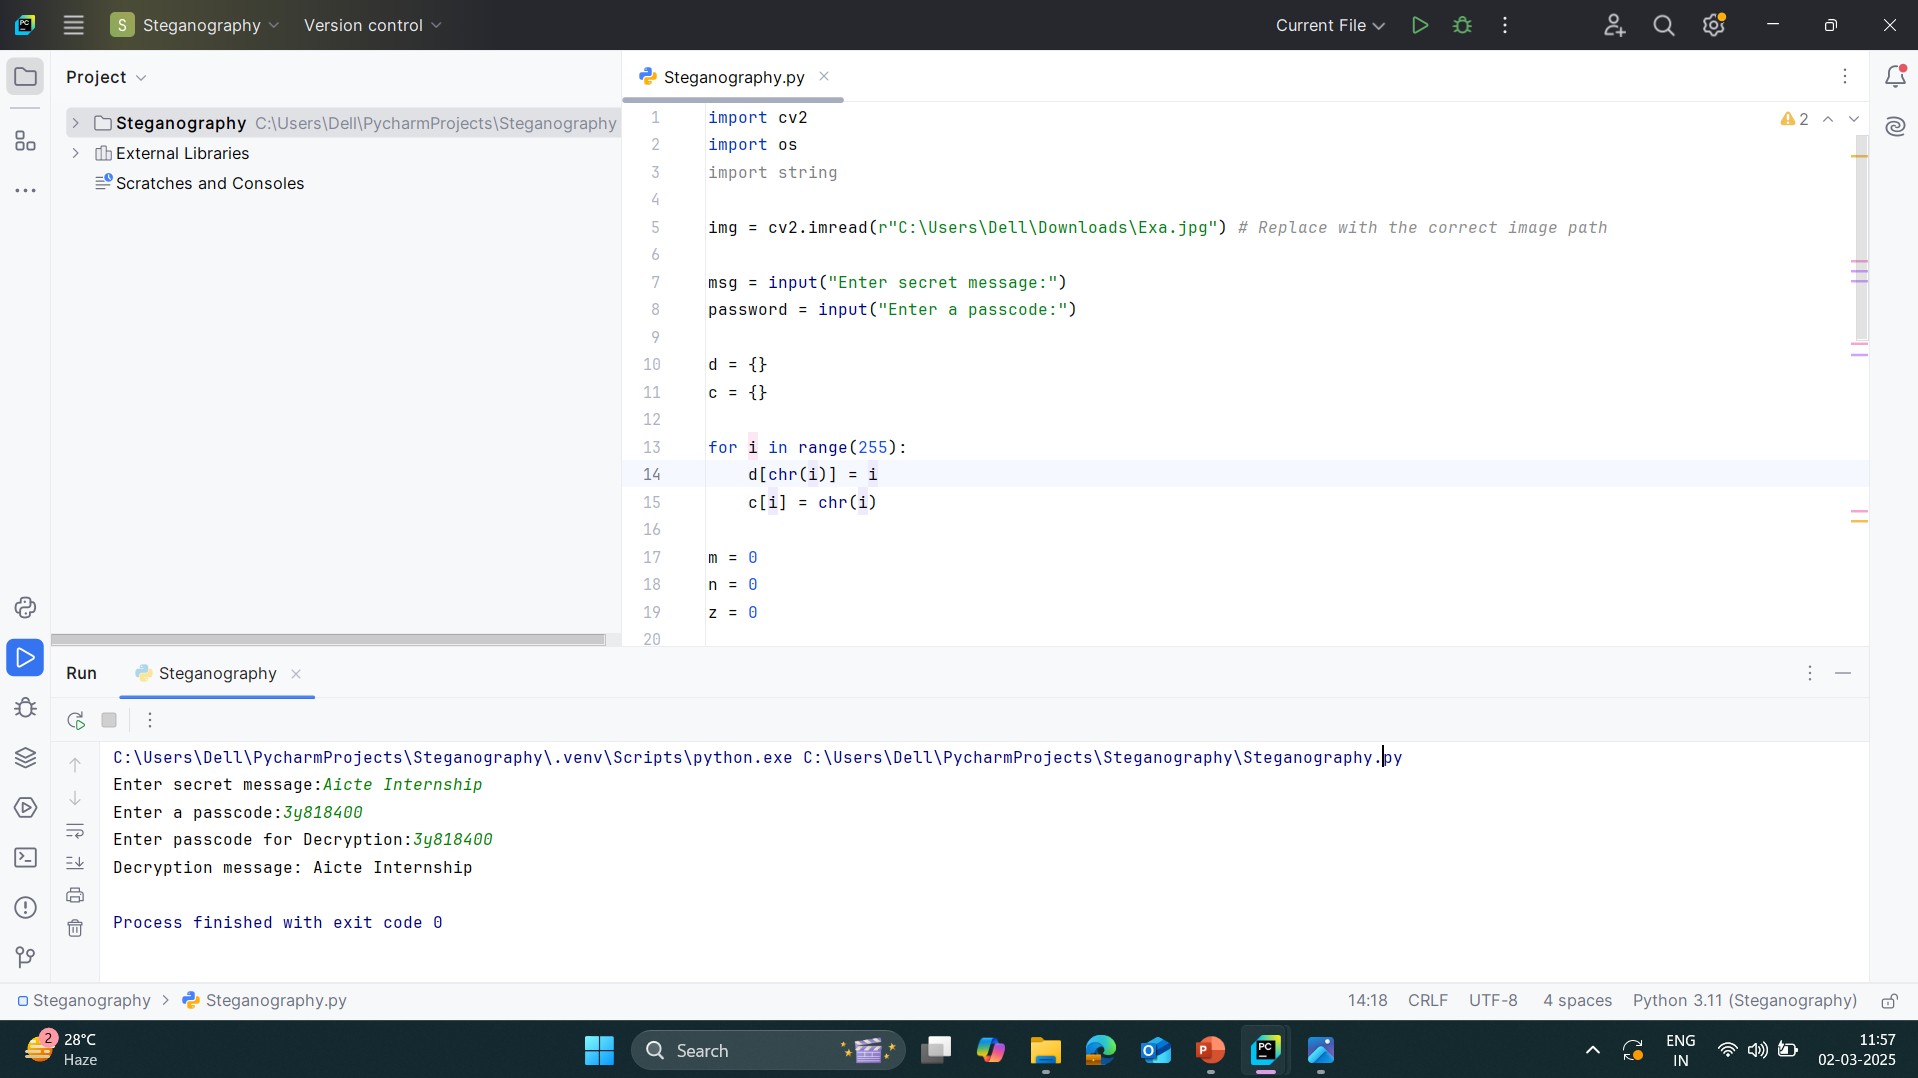 S Steganography Version control Current File
Project
Steganography.py
Steganography C:\Users\Dell\PycharmProjects\Steganography
External Libraries
Scratches and Consoles
2
1 import cv2
2 import os
3 import string
4
5 img = cv2.imread(r"C:\Users\Dell\Downloads\Exa.jpg") # Replace with the correct image path
6
7 msg = input("Enter secret message:")
8 password = input("Enter a passcode:")
9
10 d = {}
11 c = {}
12
13 for i in range(255):
14 d[chr(i)] = i
15 c[i] = chr(i)
16
17 m = 0
18 n = 0
19 z = 0
20
Run Steganography
C:\Users\Dell\PycharmProjects\Steganography\.venv\Scripts\python.exe C:\Users\Dell\PycharmProjects\Steganography\Steganography.py
Enter secret message:Aicte Internship
Enter a passcode:3y818400
Enter passcode for Decryption:3y818400
Decryption message: Aicte Internship
Process finished with exit code 0
Steganography > Steganography.py 14:18 CRLF UTF-8 4 spaces Python 3.11 (Steganography)
2 28°C
Haze
Search
ENG
IN
11:57
02-03-2025